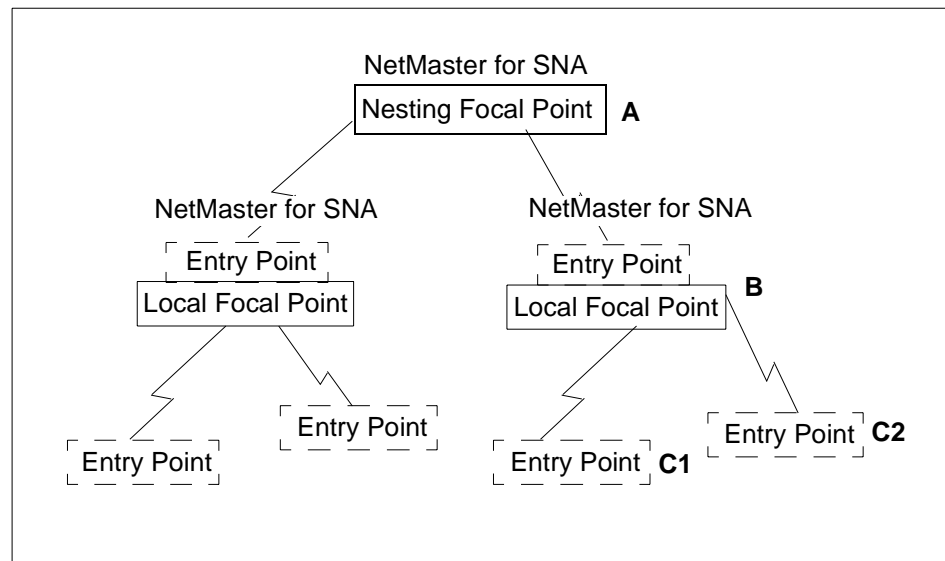 NetMaster for SNA
Nesting Focal Point
A
NetMaster for SNA
NetMaster for SNA
Entry Point
Entry Point
Local Focal Point
Local Focal Point
B
Entry Point
Entry Point
Entry Point
C1
Entry Point
C2